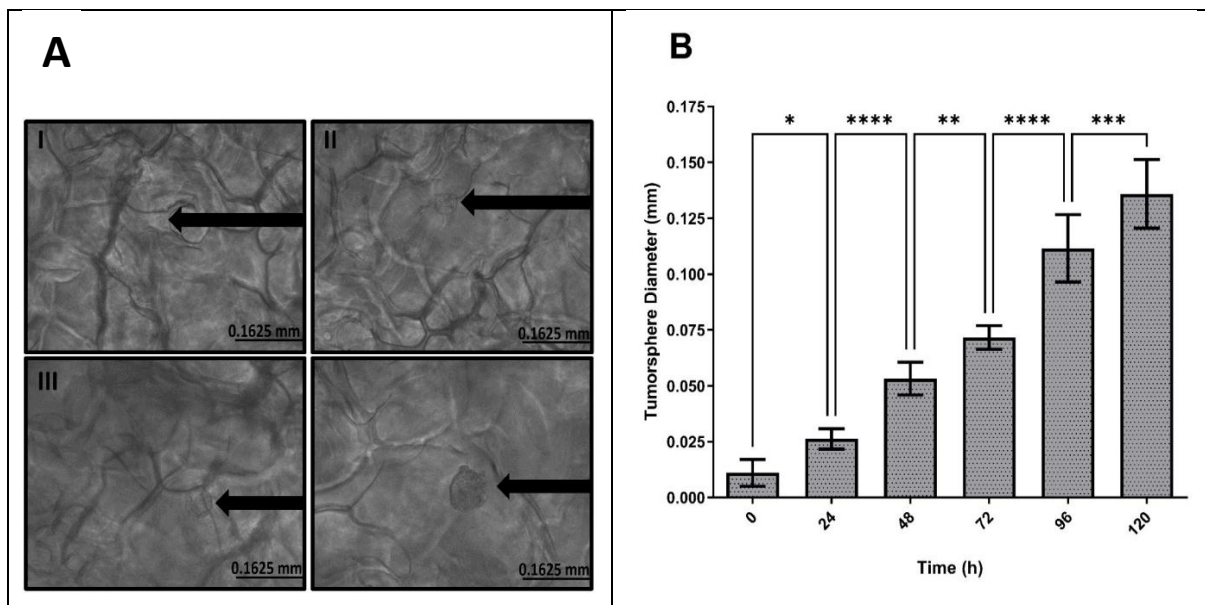 A
I
II
0.1625 mm
0.1625 mm
III
0.1625 mm
0.1625 mm
B
* **** ** **** ***
0.175
0.150
0.125
0.100
0.075
0.050
0.025
0.000
Tumorsphere Diameter (mm)
0 24 48 72 96 120
Time (h)